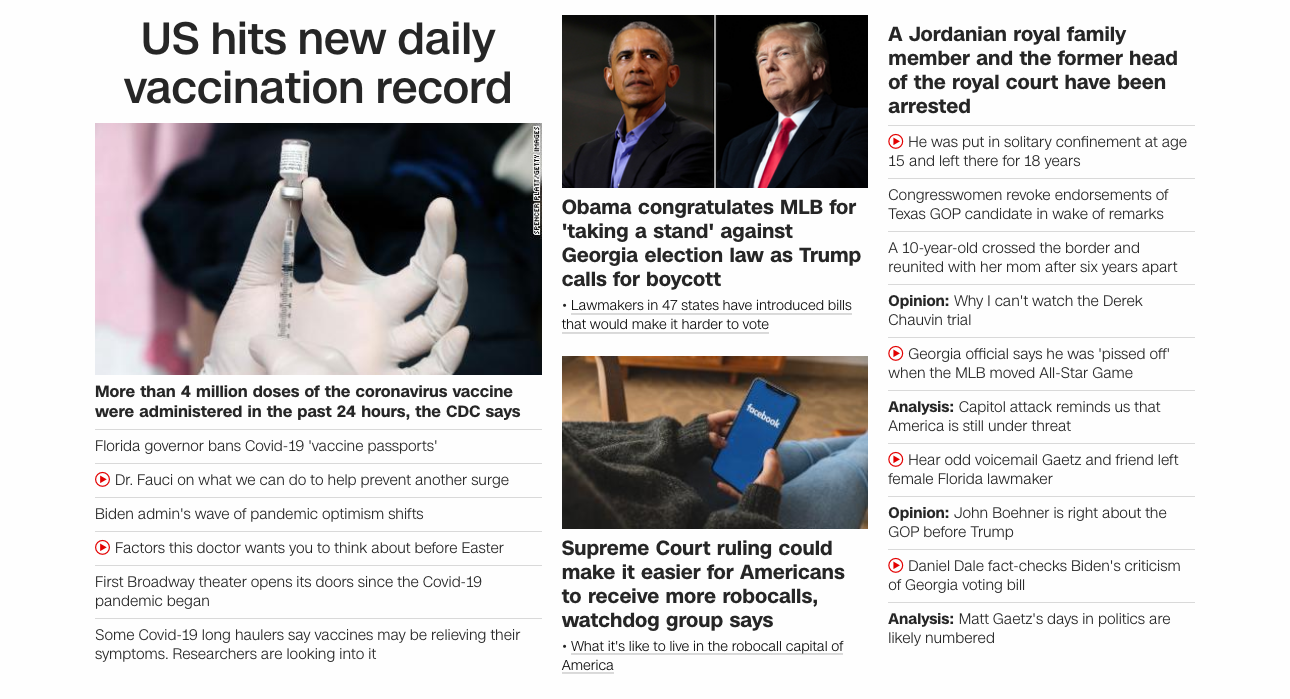 US hits new daily
vaccination record
SPENCER PLATT/GETTY IMAGES
More than 4 million doses of the coronavirus vaccine
were administered in the past 24 hours, the CDC says
Florida governor bans Covid-19 'vaccine passports'
Dr. Fauci on what we can do to help prevent another surge
Biden admin's wave of pandemic optimism shifts
Factors this doctor wants you to think about before Easter
First Broadway theater opens its doors since the Covid-19
pandemic began
Some Covid-19 long haulers say vaccines may be relieving their
symptoms. Researchers are looking into it
Obama congratulates MLB for
'taking a stand' against
Georgia election law as Trump
calls for boycott
• Lawmakers in 47 states have introduced bills
that would make it harder to vote
facebook
Supreme Court ruling could
make it easier for Americans
to receive more robocalls,
watchdog group says
• What it's like to live in the robocall capital of
America
A Jordanian royal family
member and the former head
of the royal court have been
arrested
He was put in solitary confinement at age
15 and left there for 18 years
Congresswomen revoke endorsements of
Texas GOP candidate in wake of remarks
A 10-year-old crossed the border and
reunited with her mom after six years apart
Opinion: Why I can't watch the Derek
Chauvin trial
Georgia official says he was 'pissed off'
when the MLB moved All-Star Game
Analysis: Capitol attack reminds us that
America is still under threat
Hear odd voicemail Gaetz and friend left
female Florida lawmaker
Opinion: John Boehner is right about the
GOP before Trump
Daniel Dale fact-checks Biden's criticism
of Georgia voting bill
Analysis: Matt Gaetz's days in politics are
likely numbered